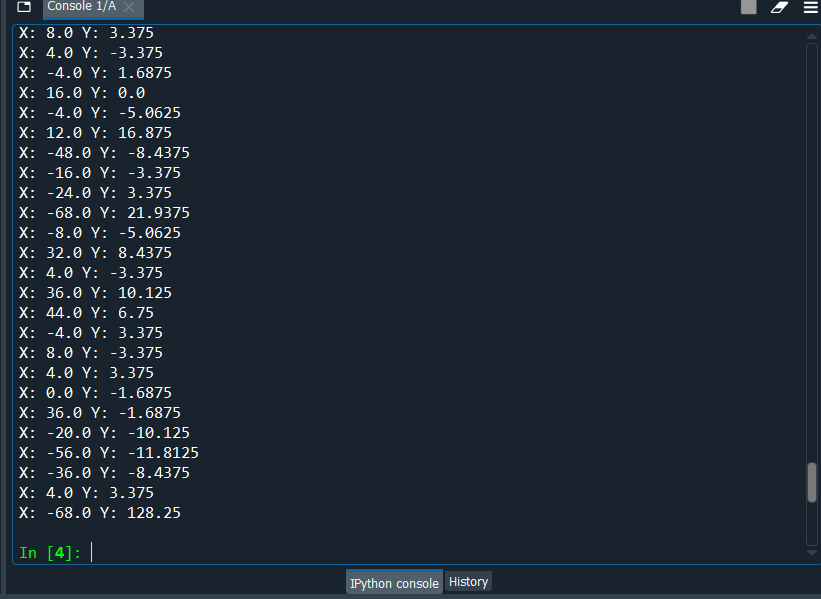 Console 1/A
X: 8.0 Y: 3.375
X: 4.0 Y: -3.375
X: -4.0 Y: 1.6875
X: 16.0 Y: 0.0
X: -4.0 Y: -5.0625
X: 12.0 Y: 16.875
X: -48.0 Y: -8.4375
X: -16.0 Y: -3.375
X: -24.0 Y: 3.375
X: -68.0 Y: 21.9375
X: -8.0 Y: -5.0625
X: 32.0 Y: 8.4375
X: 4.0 Y: -3.375
X: 36.0 Y: 10.125
X: 44.0 Y: 6.75
X: -4.0 Y: 3.375
X: 8.0 Y: -3.375
X: 4.0 Y: 3.375
X: 0.0 Y: -1.6875
X: 36.0 Y: -1.6875
X: -20.0 Y: -10.125
X: -56.0 Y: -11.8125
X: -36.0 Y: -8.4375
X: 4.0 Y: 3.375
X: -68.0 Y: 128.25
In [4]:
IPython console History